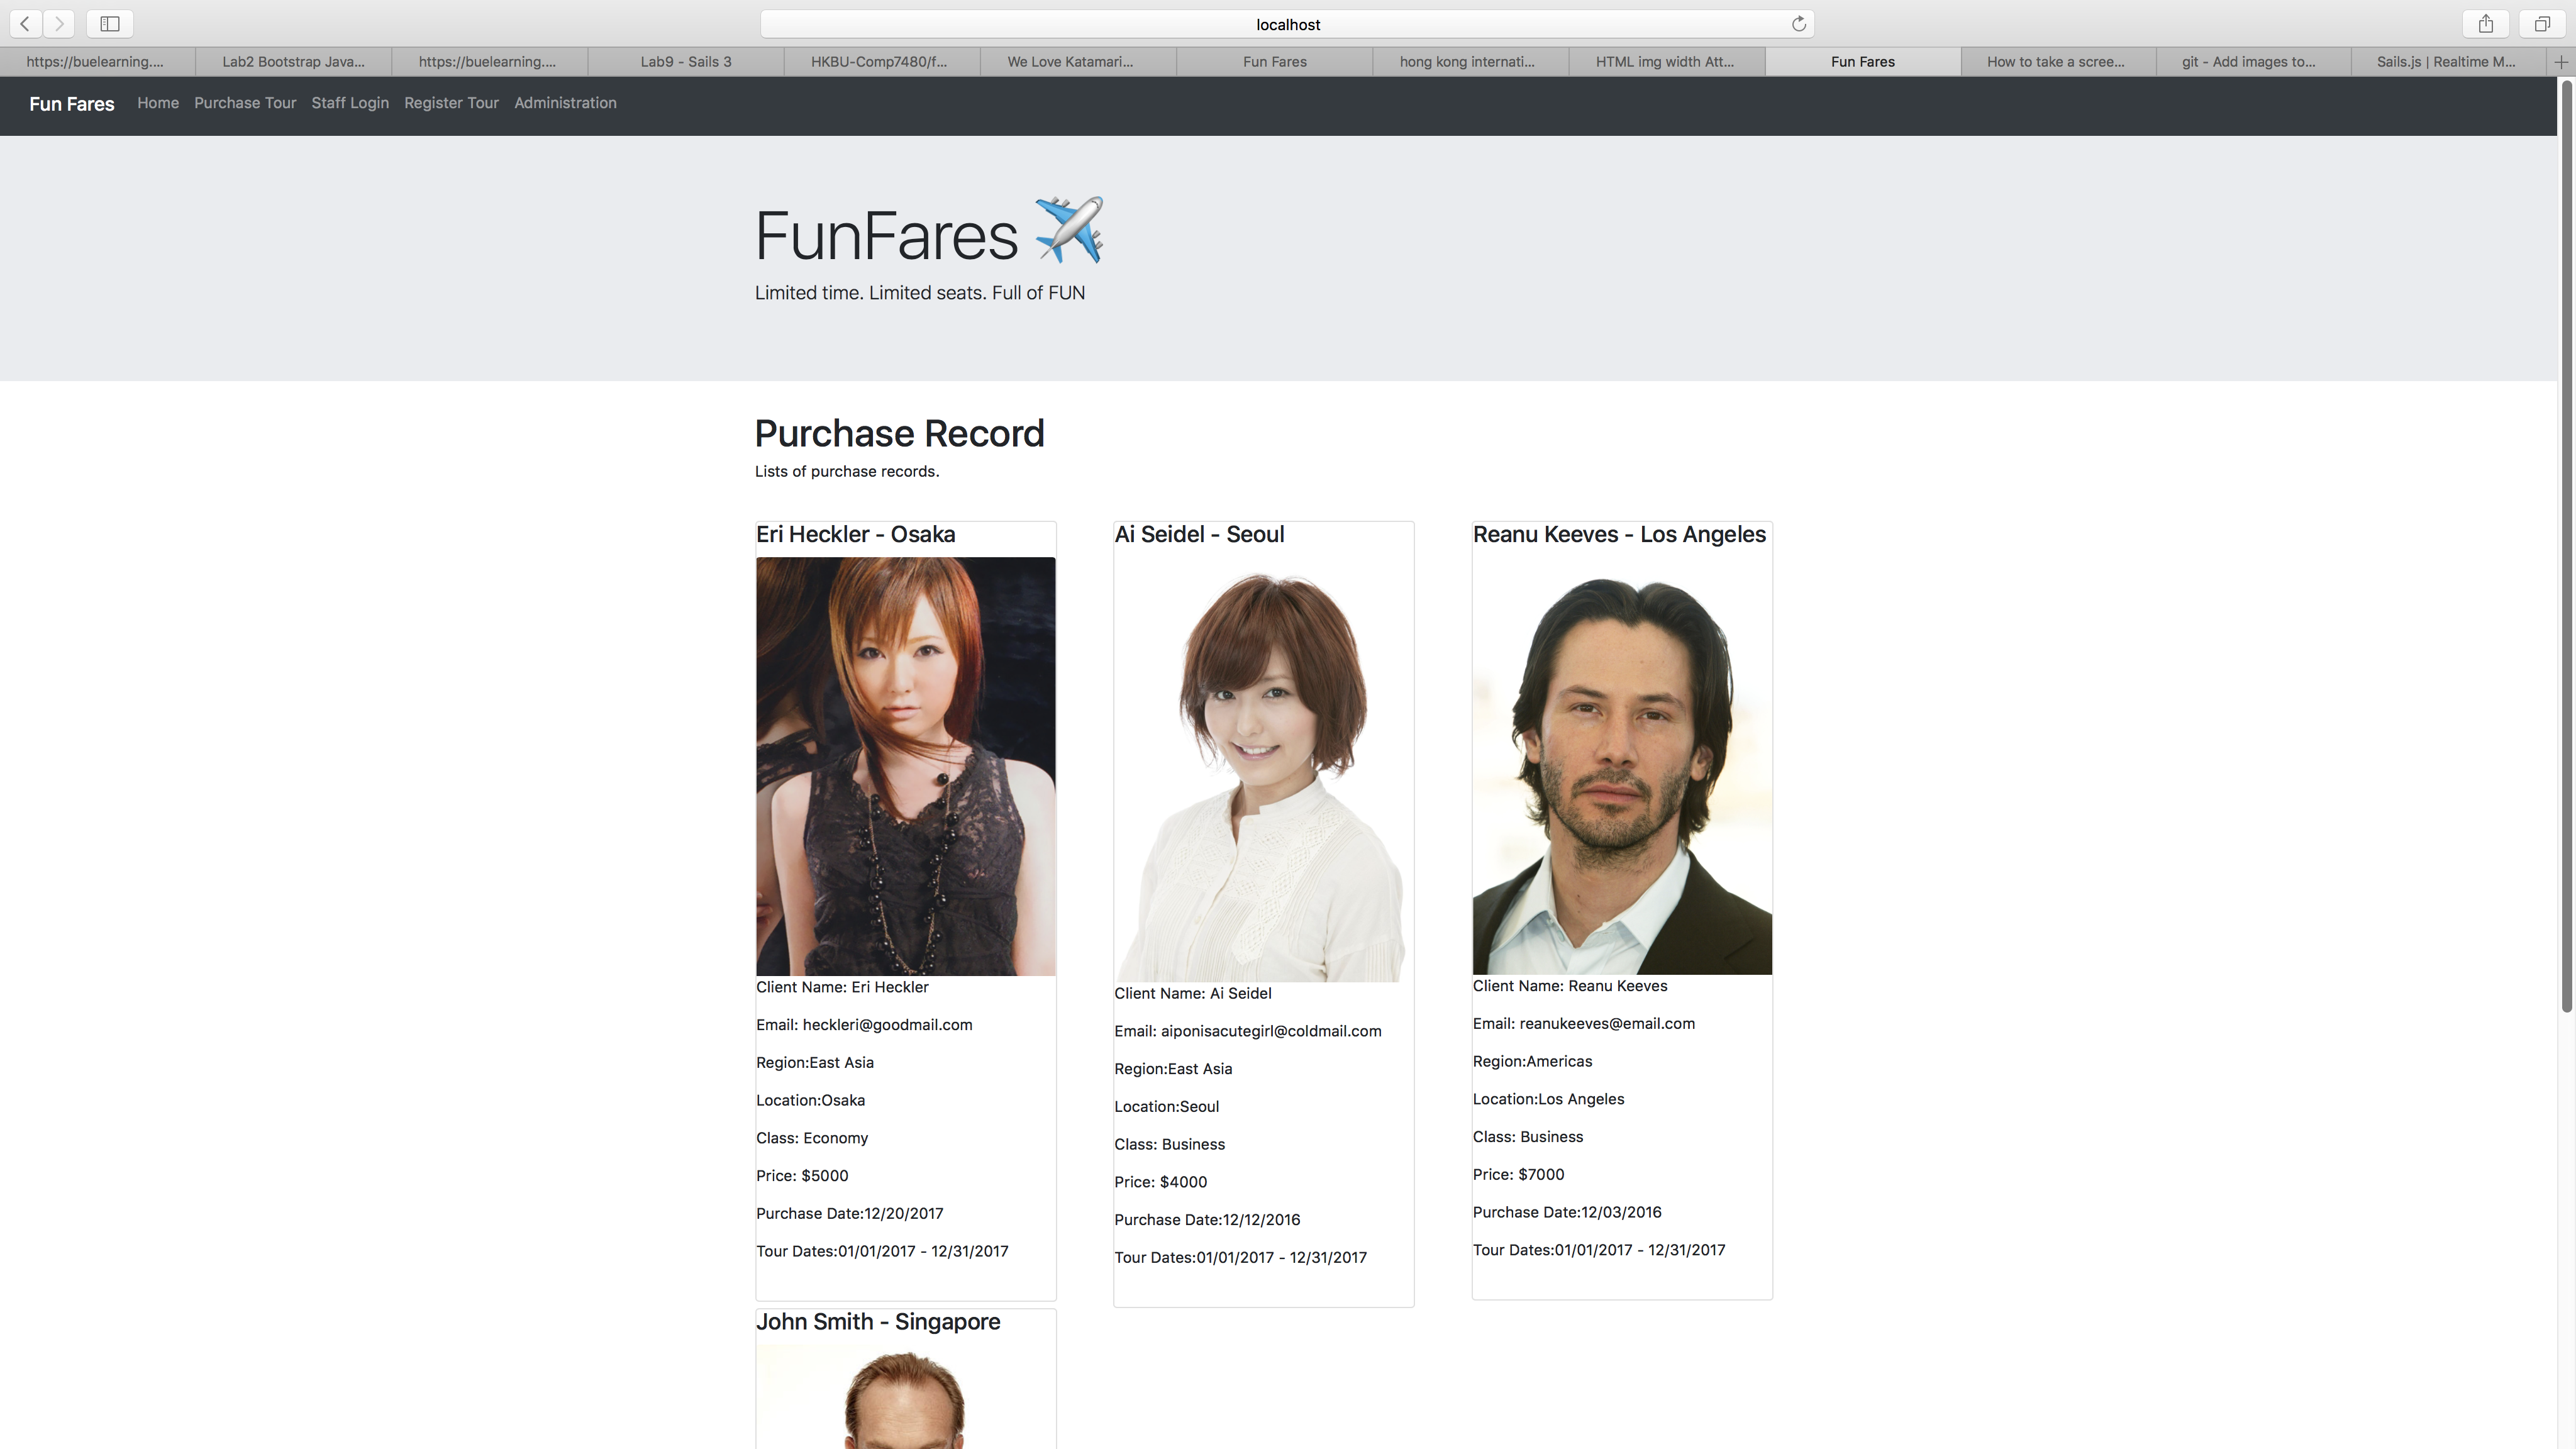 localhost
https://buelearning....
Lab2 Bootstrap Java...
https://buelearning....
Lab9 - Sails 3
HKBU-Comp7480/f...
We Love Katamari...
Fun Fares
hong kong internati...
HTML img width Att...
Fun Fares
How to take a scree...
git - Add images to...
Sails.js | Realtime M...
Fun Fares Home Purchase Tour Staff Login Register Tour Administration
FunFares ✈️
Limited time. Limited seats. Full of FUN
Purchase Record
Lists of purchase records.
Eri Heckler - Osaka
Client Name: Eri Heckler
Email: heckleri@goodmail.com
Region:East Asia
Location:Osaka
Class: Economy
Price: $5000
Purchase Date:12/20/2017
Tour Dates:01/01/2017 - 12/31/2017
Ai Seidel - Seoul
Client Name: Ai Seidel
Email: aiponisacutegirl@coldmail.com
Region:East Asia
Location:Seoul
Class: Business
Price: $4000
Purchase Date:12/12/2016
Tour Dates:01/01/2017 - 12/31/2017
Reanu Keeves - Los Angeles
Client Name: Reanu Keeves
Email: reanukeeves@email.com
Region:Americas
Location:Los Angeles
Class: Business
Price: $7000
Purchase Date:12/03/2016
Tour Dates:01/01/2017 - 12/31/2017
John Smith - Singapore